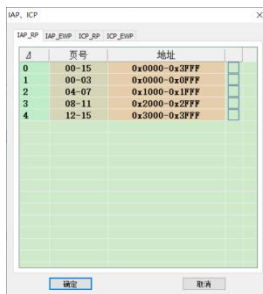 IAP、ICP
IAP_RP IAP_EWP ICP_RP ICP_EWP
页号 地址
0 00-15 0x0000-0x3FFF
1 00-03 0x0000-0x0FFF
2 04-07 0x1000-0x1FFF
3 08-11 0x2000-0x2FFF
4 12-15 0x3000-0x3FFF
确定 取消